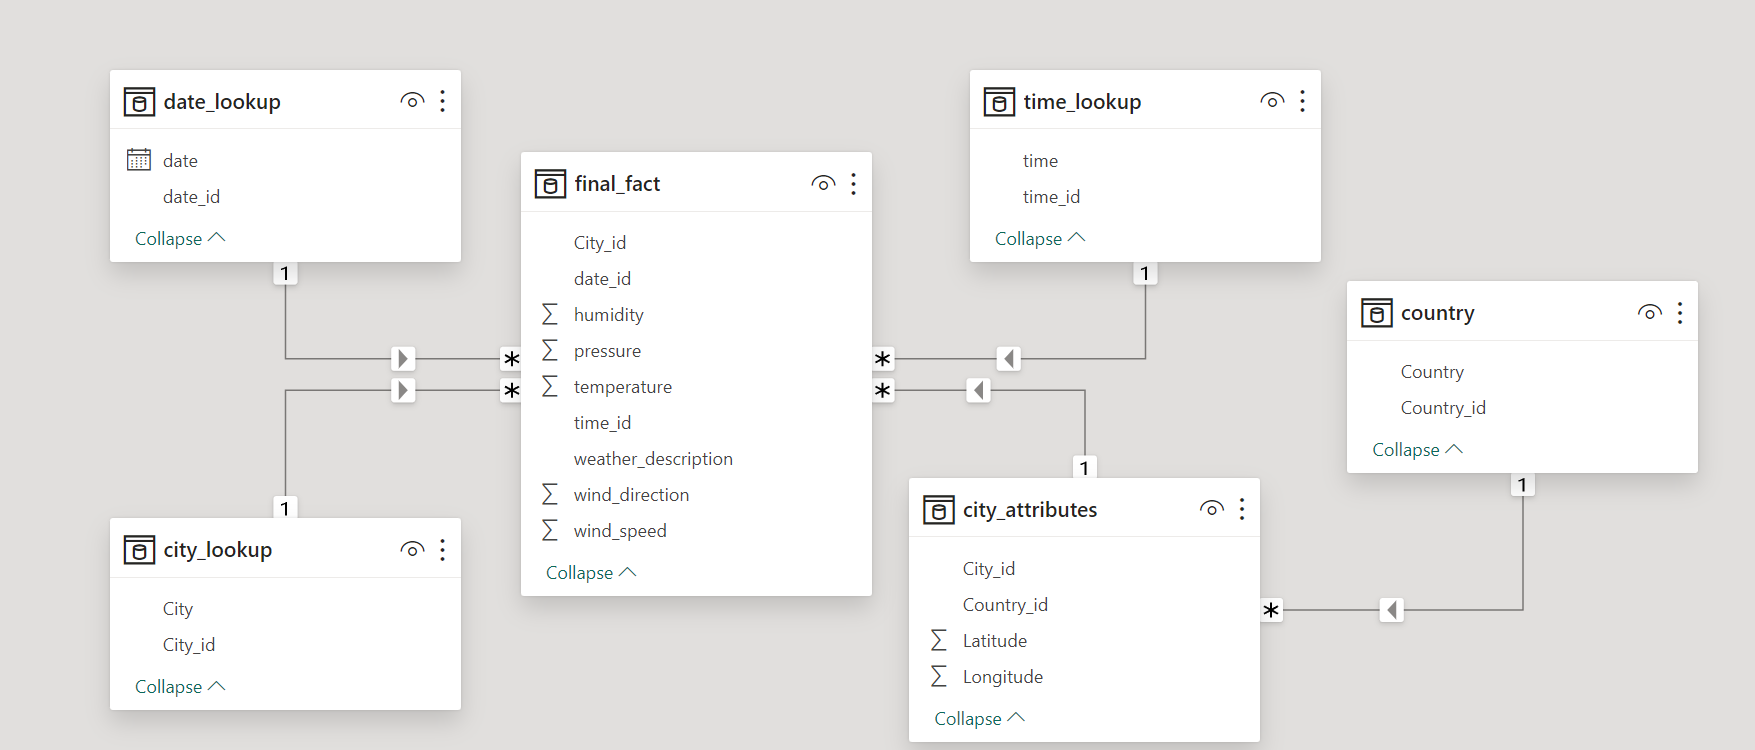 date_lookup
date
date_id
Collapse
1
final_fact
City_id
date_id
humidity
pressure
temperature
time_id
weather_description
wind_direction
wind_speed
Collapse
*
*
*
*
time_lookup
time
time_id
Collapse
1
country
Country
Country_id
Collapse
1
city_lookup
City
City_id
Collapse
1
city_attributes
City_id
Country_id
Latitude
Longitude
Collapse
1
*